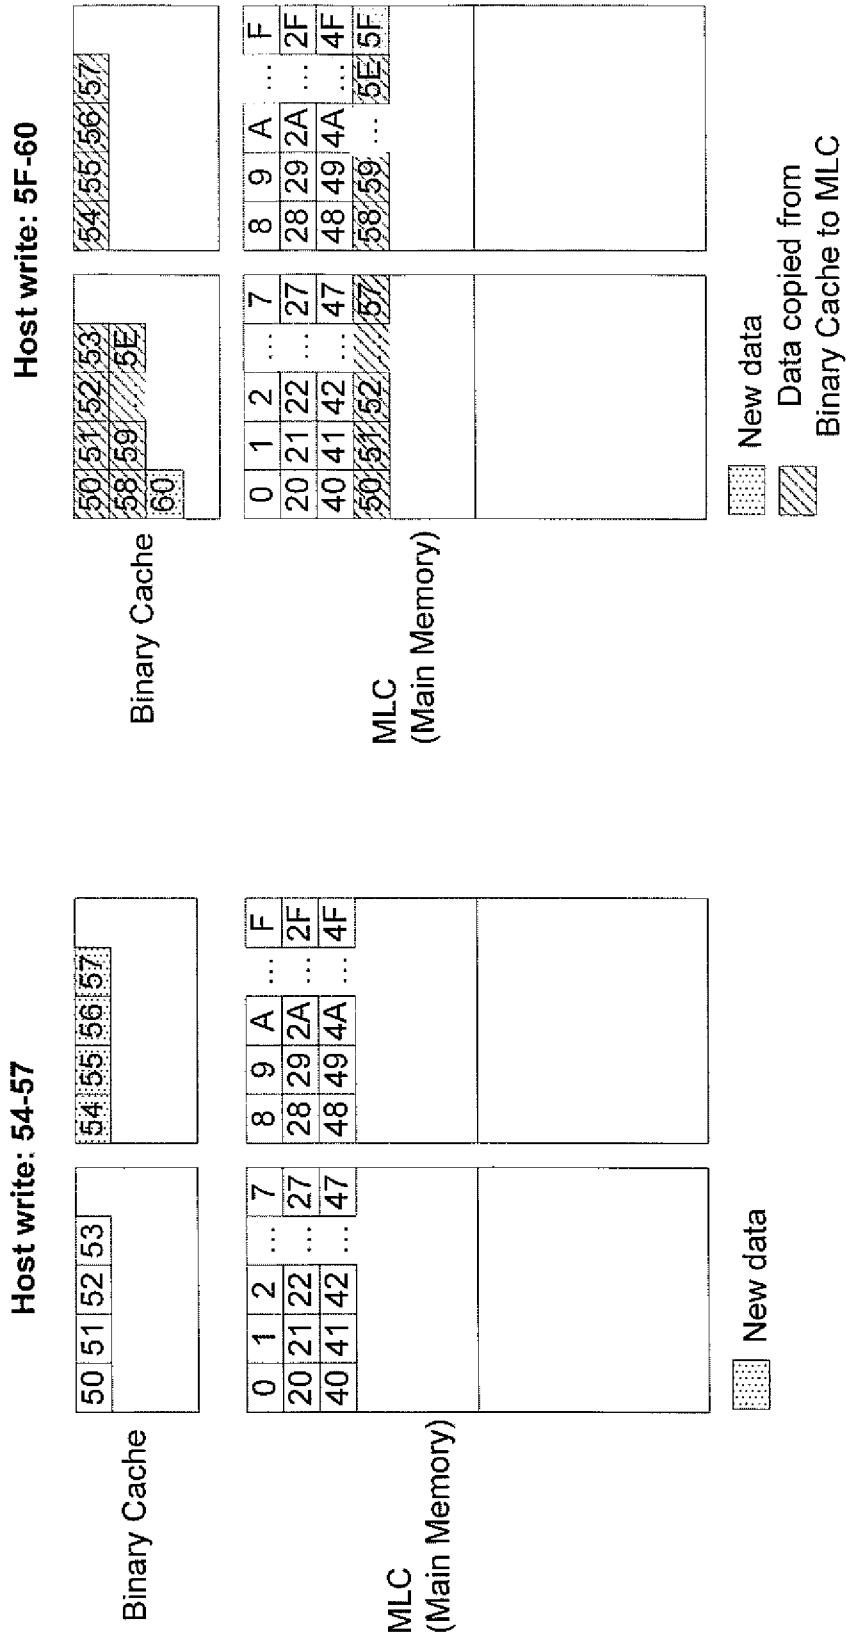 Host write: 54-57
Binary Cache
50 51 52 53
54 55 56 57
MLC
(Main Memory)
0 1 2 ... 7
8 9 A ... F
20 21 22 ... 27
28 29 2A ... 2F
40 41 42 ... 47
48 49 4A ... 4F
New data
Host write: 5F-60
Binary Cache
50 51 52 53
54 55 56 57
58 59 ... 5E
60
MLC
(Main Memory)
0 1 2 ... 7
8 9 A ... F
20 21 22 ... 27
28 29 2A ... 2F
40 41 42 ... 47
48 49 4A ... 4F
50 51 52 ... 57
58 59 ... 5E 5F
New data
Data copied from
Binary Cache to MLC